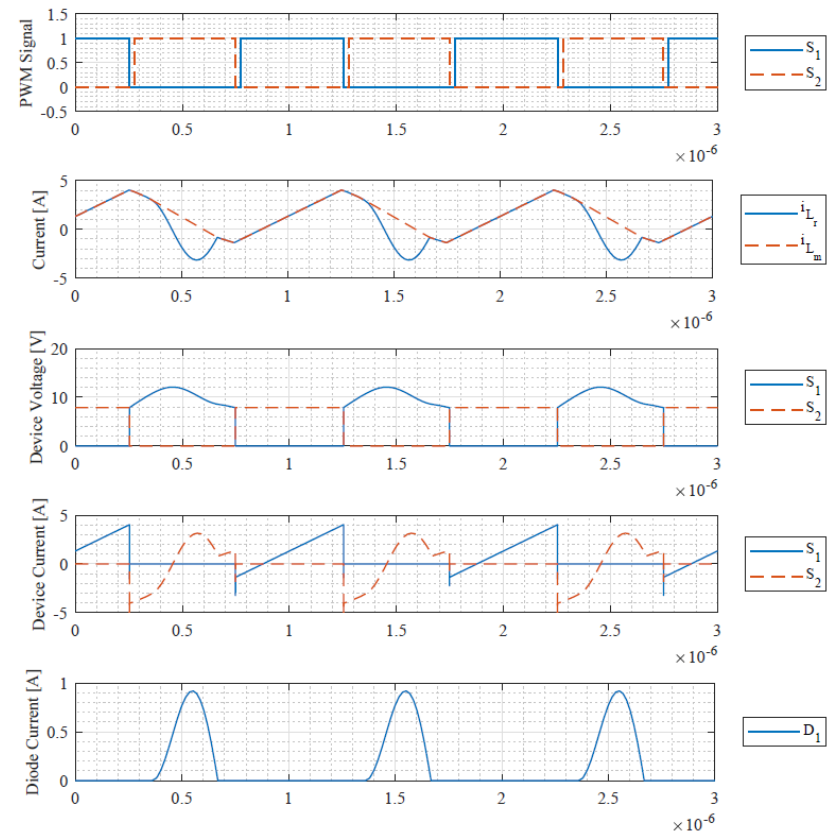 1.5
1
0.5
0
-0.5
PWM Signal
0 0.5 1 1.5 2 2.5 3
×10⁻⁶
S₁
S₂
5
0
-5
Current [A]
0 0.5 1 1.5 2 2.5 3
×10⁻⁶
i_{L_r}
i_{L_m}
20
10
0
Device Voltage [V]
0 0.5 1 1.5 2 2.5 3
×10⁻⁶
S₁
S₂
5
0
-5
Device Current [A]
0 0.5 1 1.5 2 2.5 3
×10⁻⁶
S₁
S₂
1
0.5
0
Diode Current [A]
0 0.5 1 1.5 2 2.5 3
×10⁻⁶
D₁